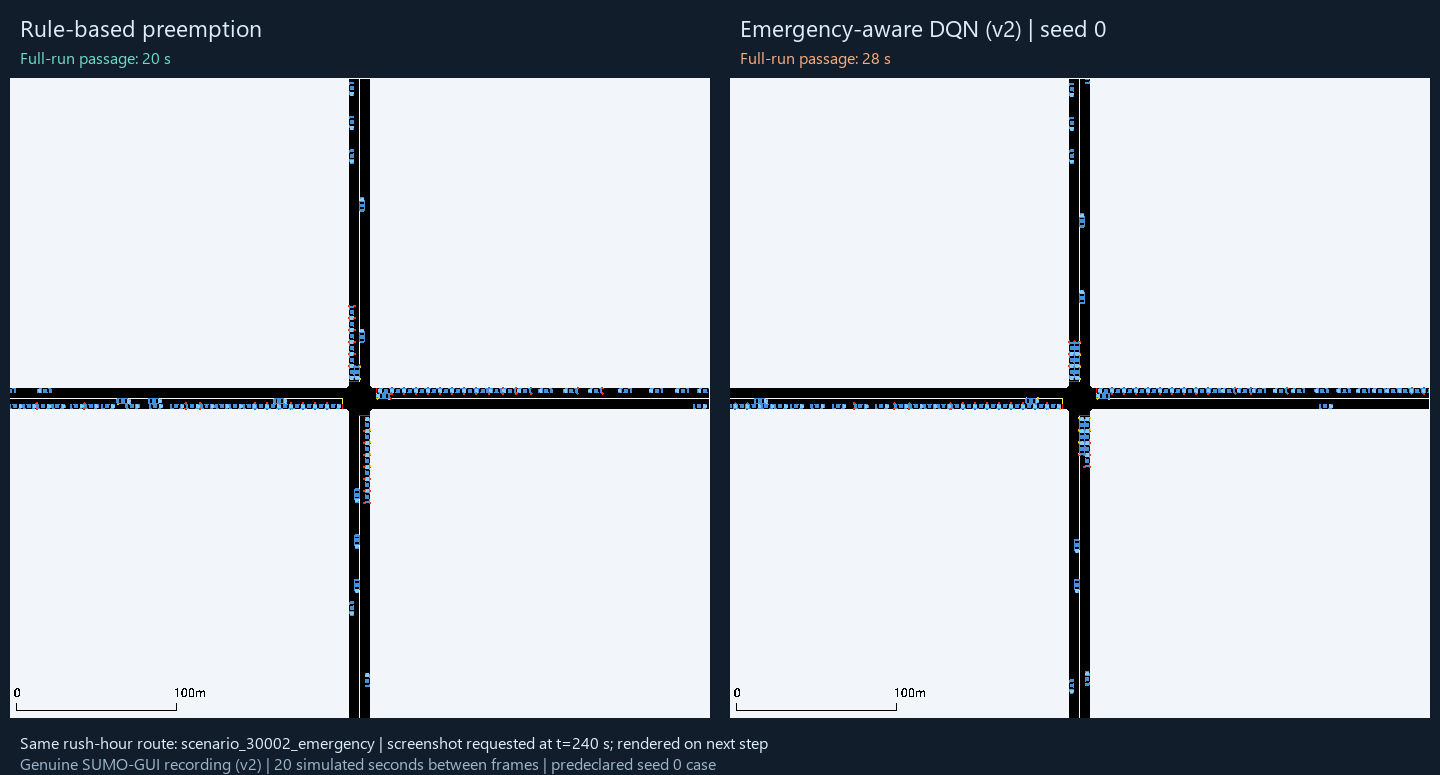 Rule-based preemption
Full-run passage: 20 s
Emergency-aware DQN (v2) | seed 0
Full-run passage: 28 s
0 100m
0 100m
Same rush-hour route: scenario_30002_emergency | screenshot requested at t=240 s; rendered on next step
Genuine SUMO-GUI recording (v2) | 20 simulated seconds between frames | predeclared seed 0 case